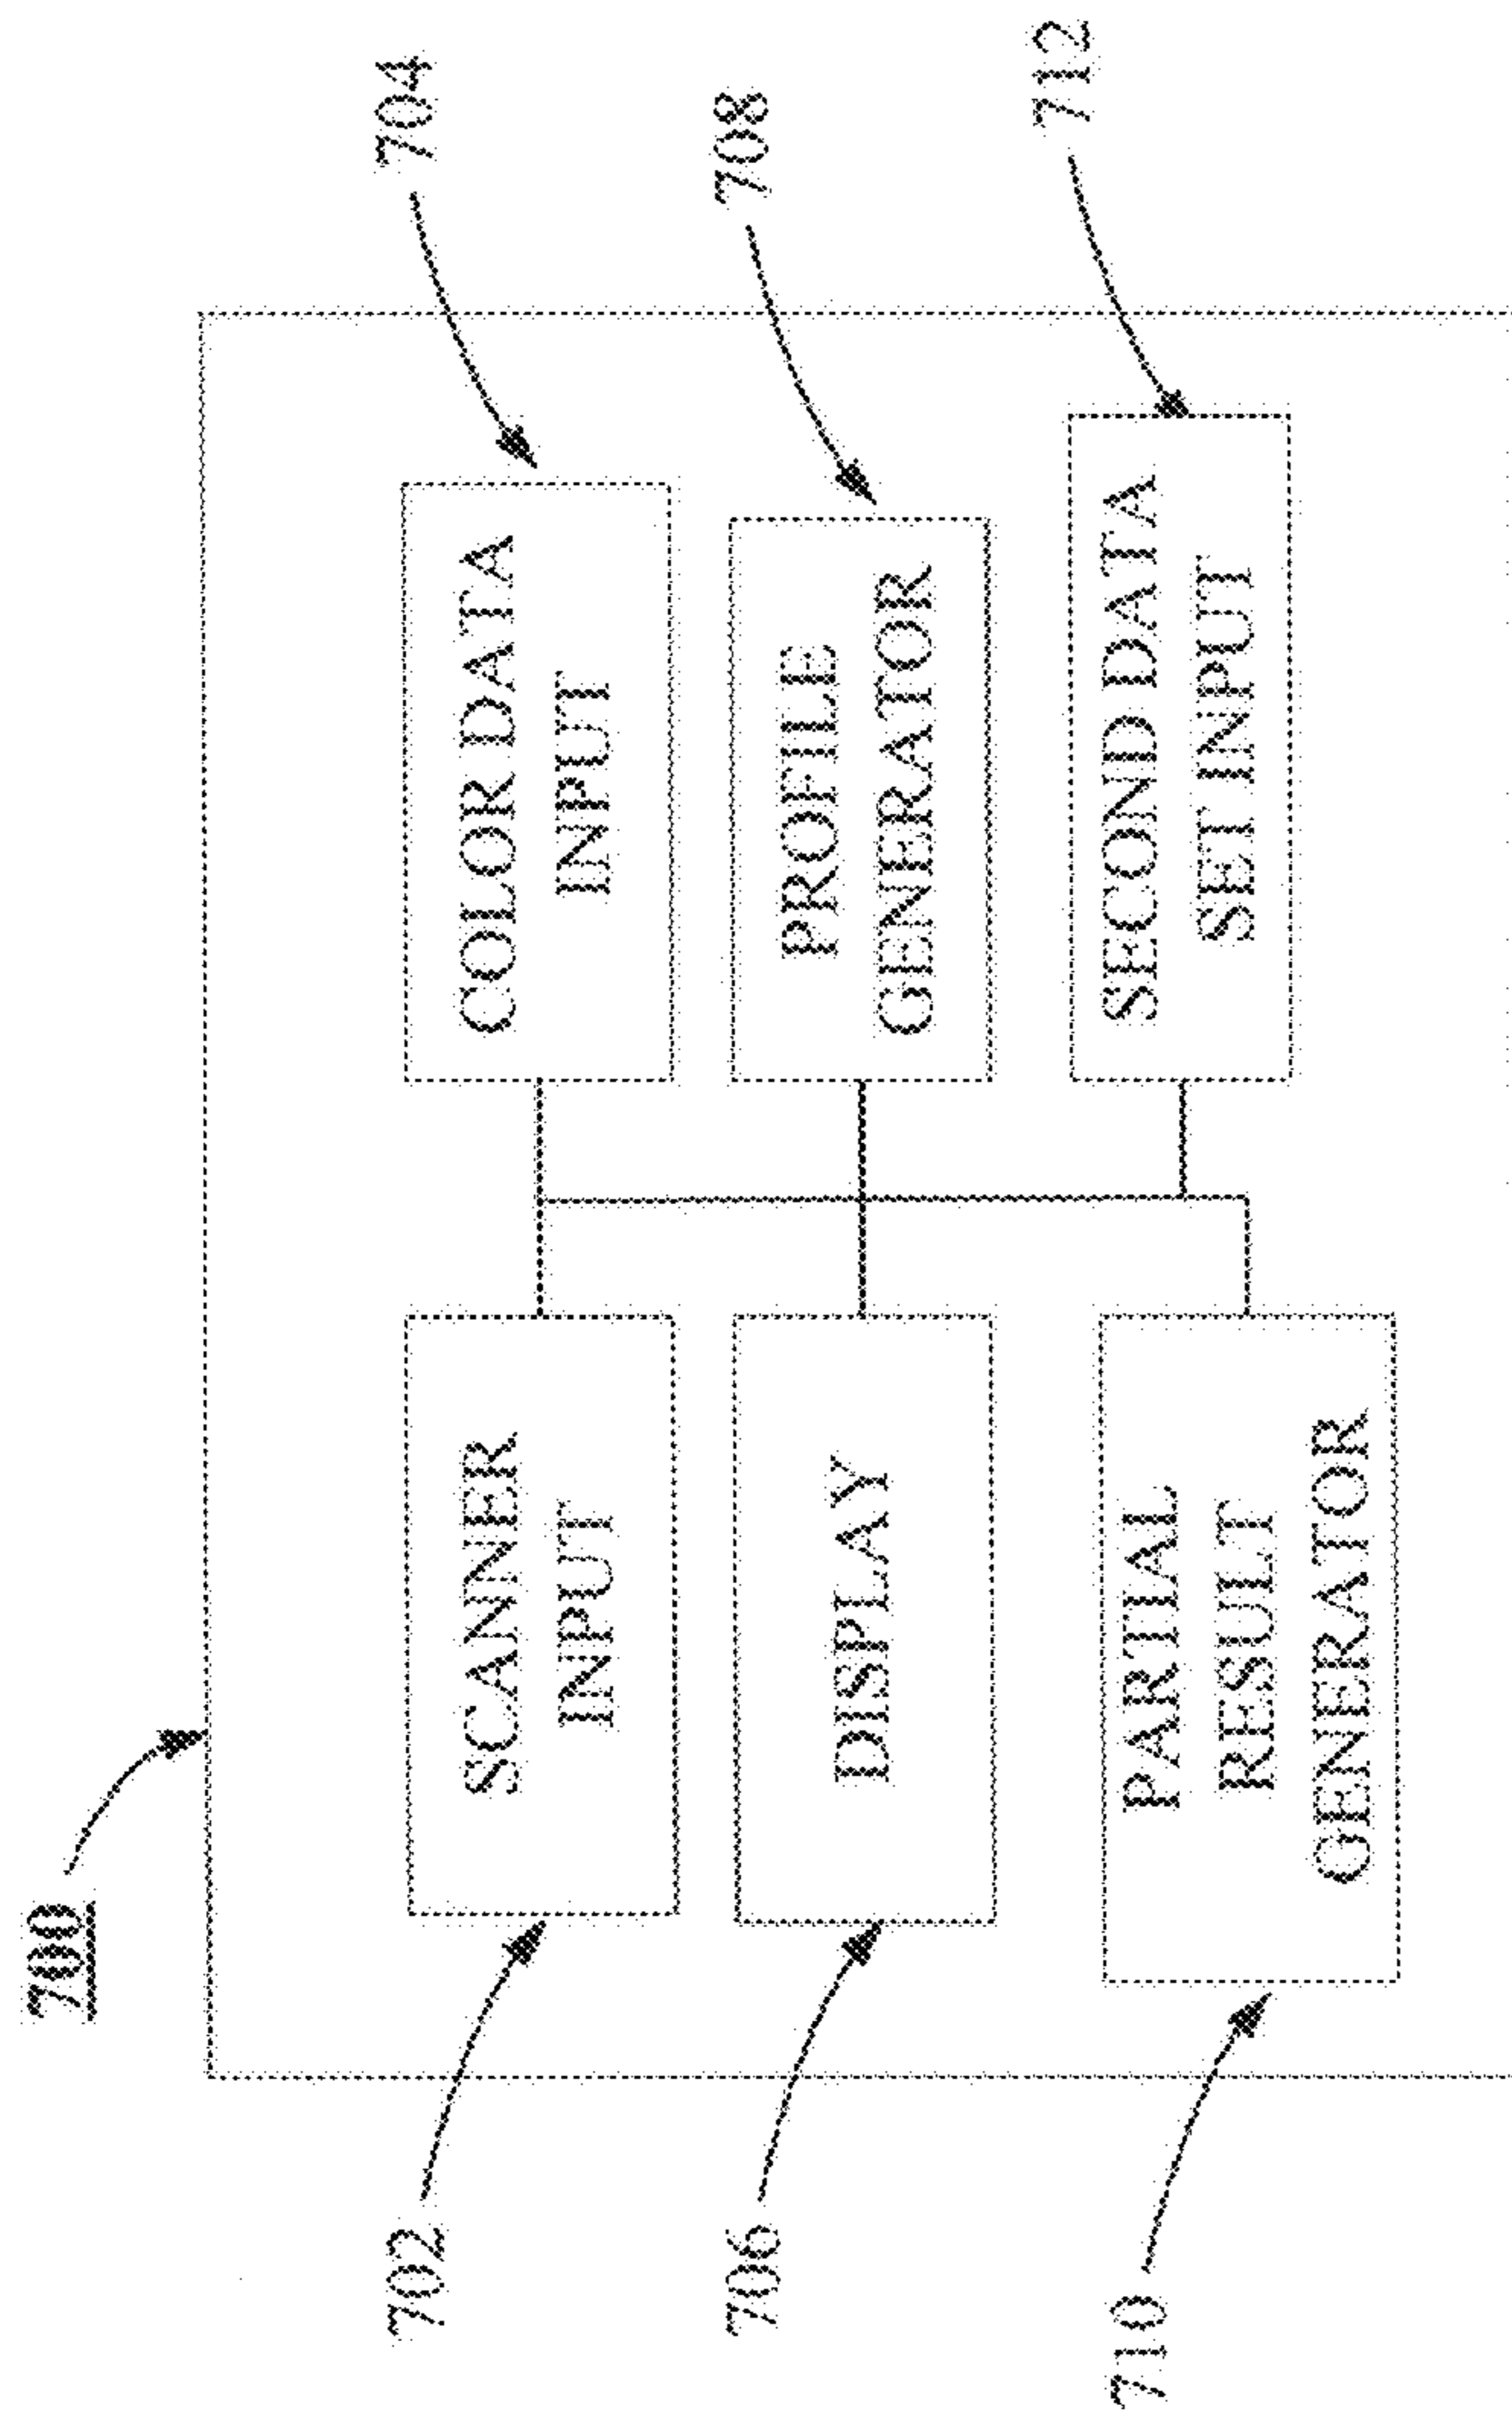 700
702
SCANNER
INPUT
COLOR DATA
INPUT
704
706
DISPLAY
PROFILE
GENERATOR
708
710
PARTIAL
RESULT
GENERATOR
SECOND DATA
SET INPUT
712